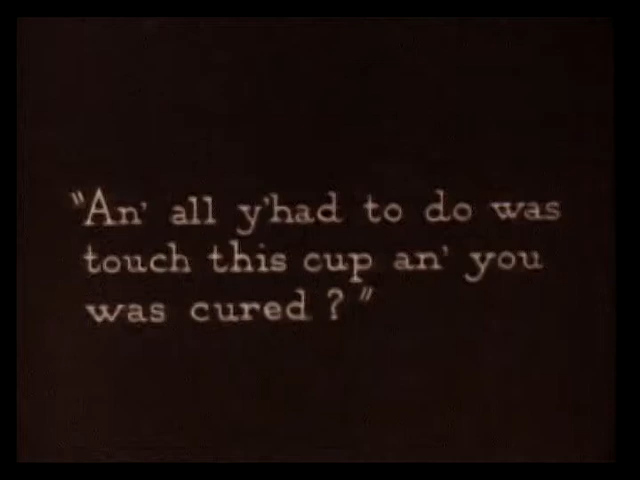 "An' all y'had to do was
touch this cup an' you
was cured?"